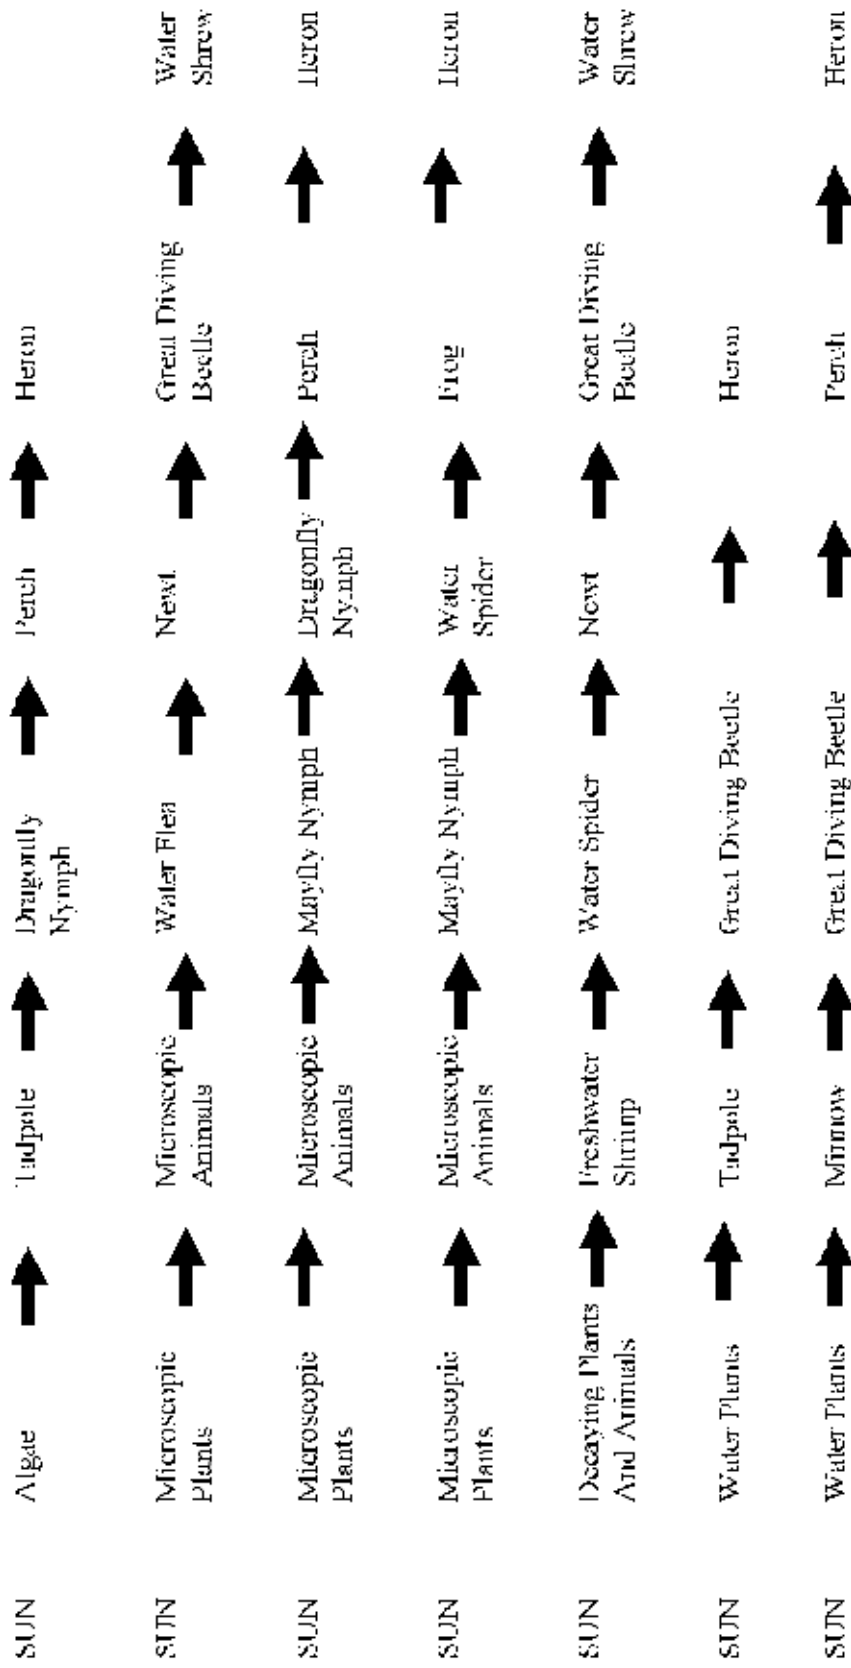 SUN
Algae
Tadpole
Dragonfly
Nymph
Perch
Heron
SUN
Microscopic
Plants
Microscopic
Animals
Water Flea
Newt
Great Diving
Beetle
Water
Shrew
SUN
Microscopic
Plants
Microscopic
Animals
Mayfly Nymph
Dragonfly
Nymph
Perch
Heron
SUN
Microscopic
Plants
Microscopic
Animals
Mayfly Nymph
Water
Spider
Frog
Heron
SUN
Decaying Plants
And Animals
Freshwater
Shrimp
Water Spider
Newt
Great Diving
Beetle
Water
Shrew
SUN
Water Plants
Tadpole
Great Diving Beetle
Heron
SUN
Water Plants
Minnow
Great Diving Beetle
Perch
Heron